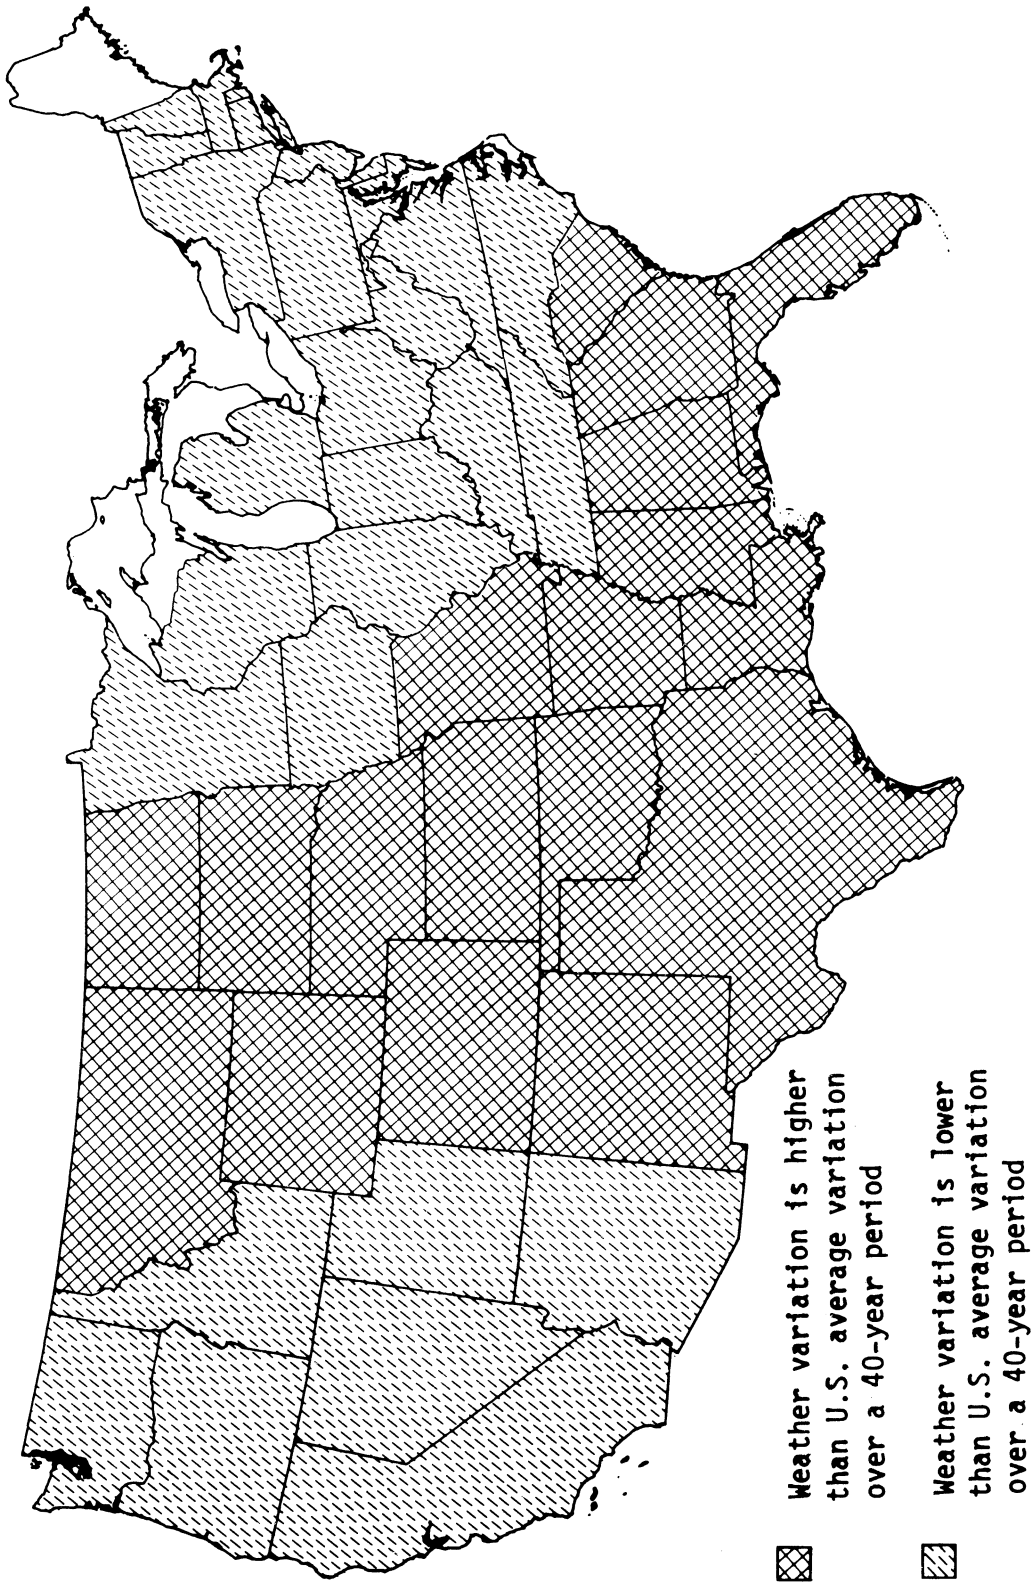 Weather variation is higher
than U.S. average variation
over a 40-year period
Weather variation is lower
than U.S. average variation
over a 40-year period